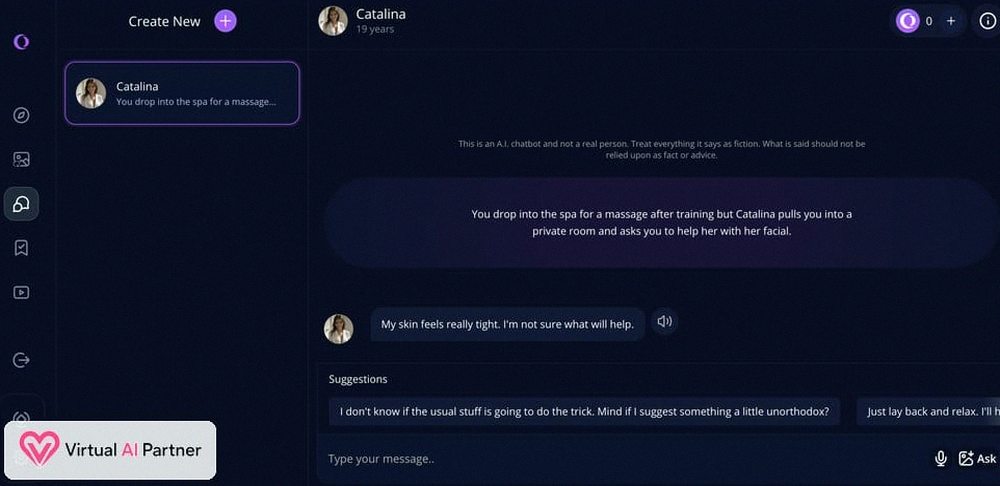 Create New
Catalina
19 years
0
Catalina
You drop into the spa for a massage...
This is an A.I. chatbot and not a real person. Treat everything it says as fiction. What is said should not be
relied upon as fact or advice.
You drop into the spa for a massage after training but Catalina pulls you into a
private room and asks you to help her with her facial.
My skin feels really tight. I'm not sure what will help.
Suggestions
I don't know if the usual stuff is going to do the trick. Mind if I suggest something a little unorthodox?
Just lay back and relax. I'll h
Type your message..
Ask
Virtual AI Partner